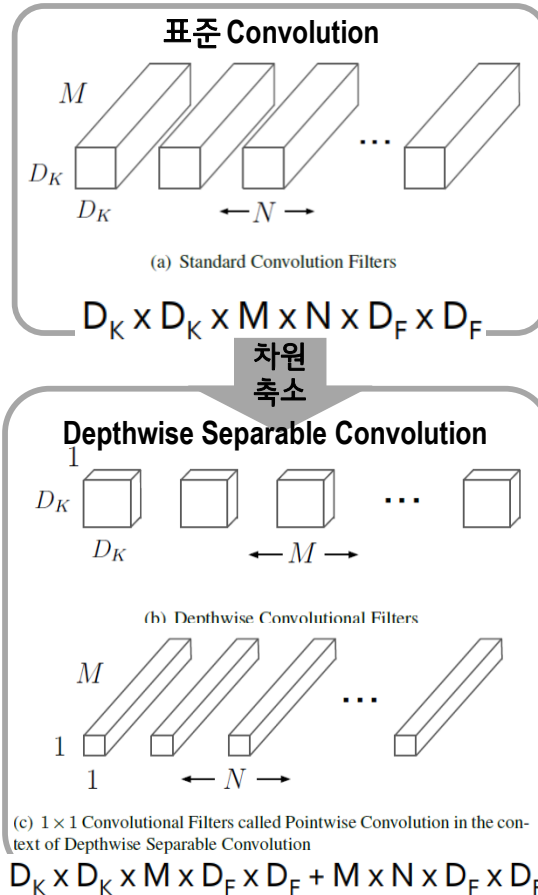 표준 Convolution
M
D_K
D_K
← N →
...
(a) Standard Convolution Filters
D_K x D_K x M x N x D_F x D_F
차원
축소
Depthwise Separable Convolution
1
D_K
D_K
← M →
...
(b) Depthwise Convolutional Filters
M
1
1
← N →
...
(c) 1 × 1 Convolutional Filters called Pointwise Convolution in the con-
text of Depthwise Separable Convolution
D_K x D_K x M x D_F x D_F + M x N x D_F x D_F